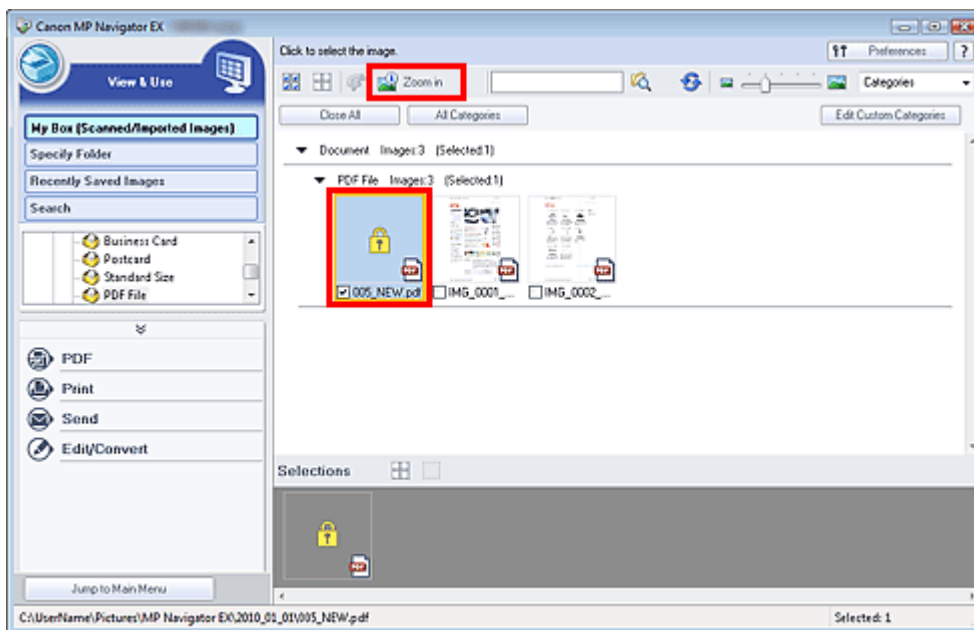 Canon MP Navigator EX
Click to select the image.
Preferences
?
View & Use
Zoom in
Categories
Close All
All Categories
Edit Custom Categories
My Box (Scanned/Imported Images)
Specify Folder
Recently Saved Images
Search
Document Images:3 (Selected:1)
PDF File Images:3 (Selected:1)
Business Card
Postcard
Standard Size
PDF File
005_NEW.pdf
IMG_0001_...
IMG_0002_...
PDF
Print
Send
Edit/Convert
Selections
Jump to Main Menu
C:\UserName\Pictures\MP Navigator EX\2010_01_01\005_NEW.pdf
Selected: 1